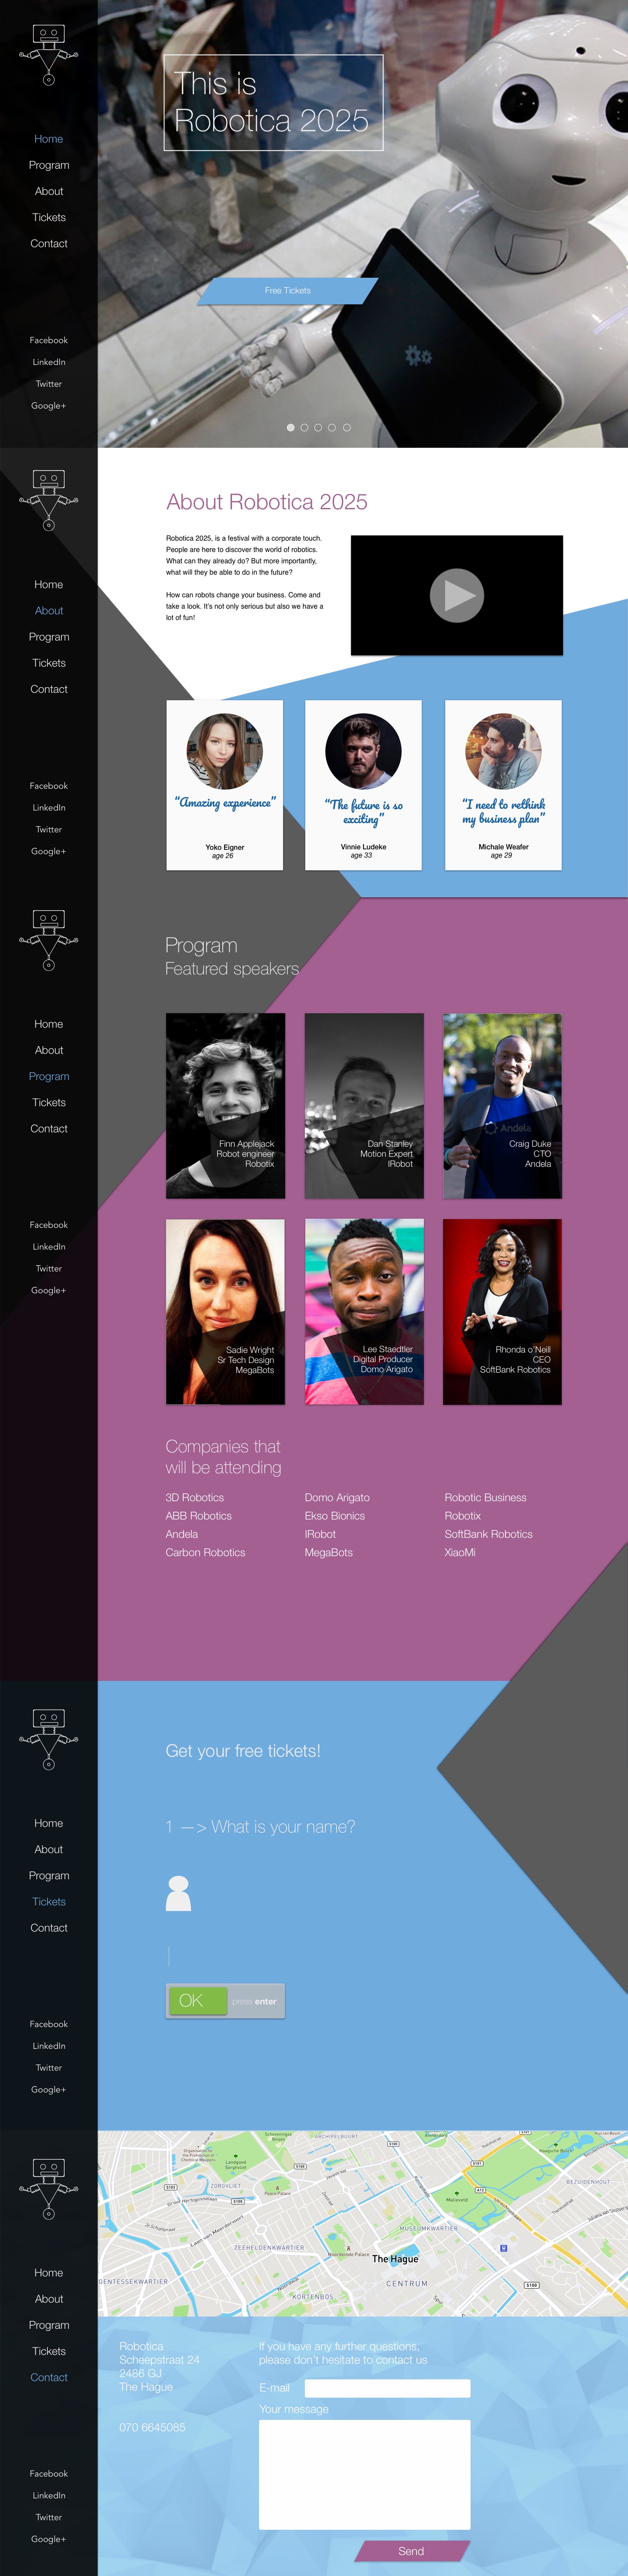 Home
Program
About
Tickets
Contact
Facebook
LinkedIn
Twitter
Google+
This is
Robotica 2025
Free Tickets
Home
About
Program
Tickets
Contact
Facebook
LinkedIn
Twitter
Google+
About Robotica 2025
Robotica 2025, is a festival with a corporate touch.
People are here to discover the world of robotics.
What can they already do? But more importantly,
what will they be able to do in the future?
How can robots change your business. Come and
take a look. It's not only serious but also we have a
lot of fun!
“Amazing experience”
Yoko Eigner
age 26
“The future is so
exciting”
Vinnie Ludeke
age 33
“I need to rethink
my business plan”
Michale Weafer
age 29
Home
About
Program
Tickets
Contact
Facebook
LinkedIn
Twitter
Google+
Program
Featured speakers
Finn Applejack
Robot engineer
Robotix
Dan Stanley
Motion Expert
IRobot
Andela
Craig Duke
CTO
Andela
Sadie Wright
Sr Tech Design
MegaBots
Lee Staedtler
Digital Producer
Domo Arigato
Rhonda o'Neill
CEO
SoftBank Robotics
Companies that
will be attending
3D Robotics
ABB Robotics
Andela
Carbon Robotics
Domo Arigato
Ekso Bionics
IRobot
MegaBots
Robotic Business
Robotix
SoftBank Robotics
XiaoMi
Home
About
Program
Tickets
Contact
Facebook
LinkedIn
Twitter
Google+
Get your free tickets!
1 —> What is your name?
OK
press enter
Home
About
Program
Tickets
Contact
Facebook
LinkedIn
Twitter
Google+
ARCHIPELBUURT
ZORGVLIET
Peace Palace
Malieveld
BEZUIDENHOUT
MUSEUMKWARTIER
ZEEHELDENKWARTIER
Noordeinde Palace
The Hague
CENTRUM
KORTENBOS
S100
Robotica
Scheepstraat 24
2486 GJ
The Hague
070 6645085
If you have any further questions,
please don't hesitate to contact us
E-mail
Your message
Send